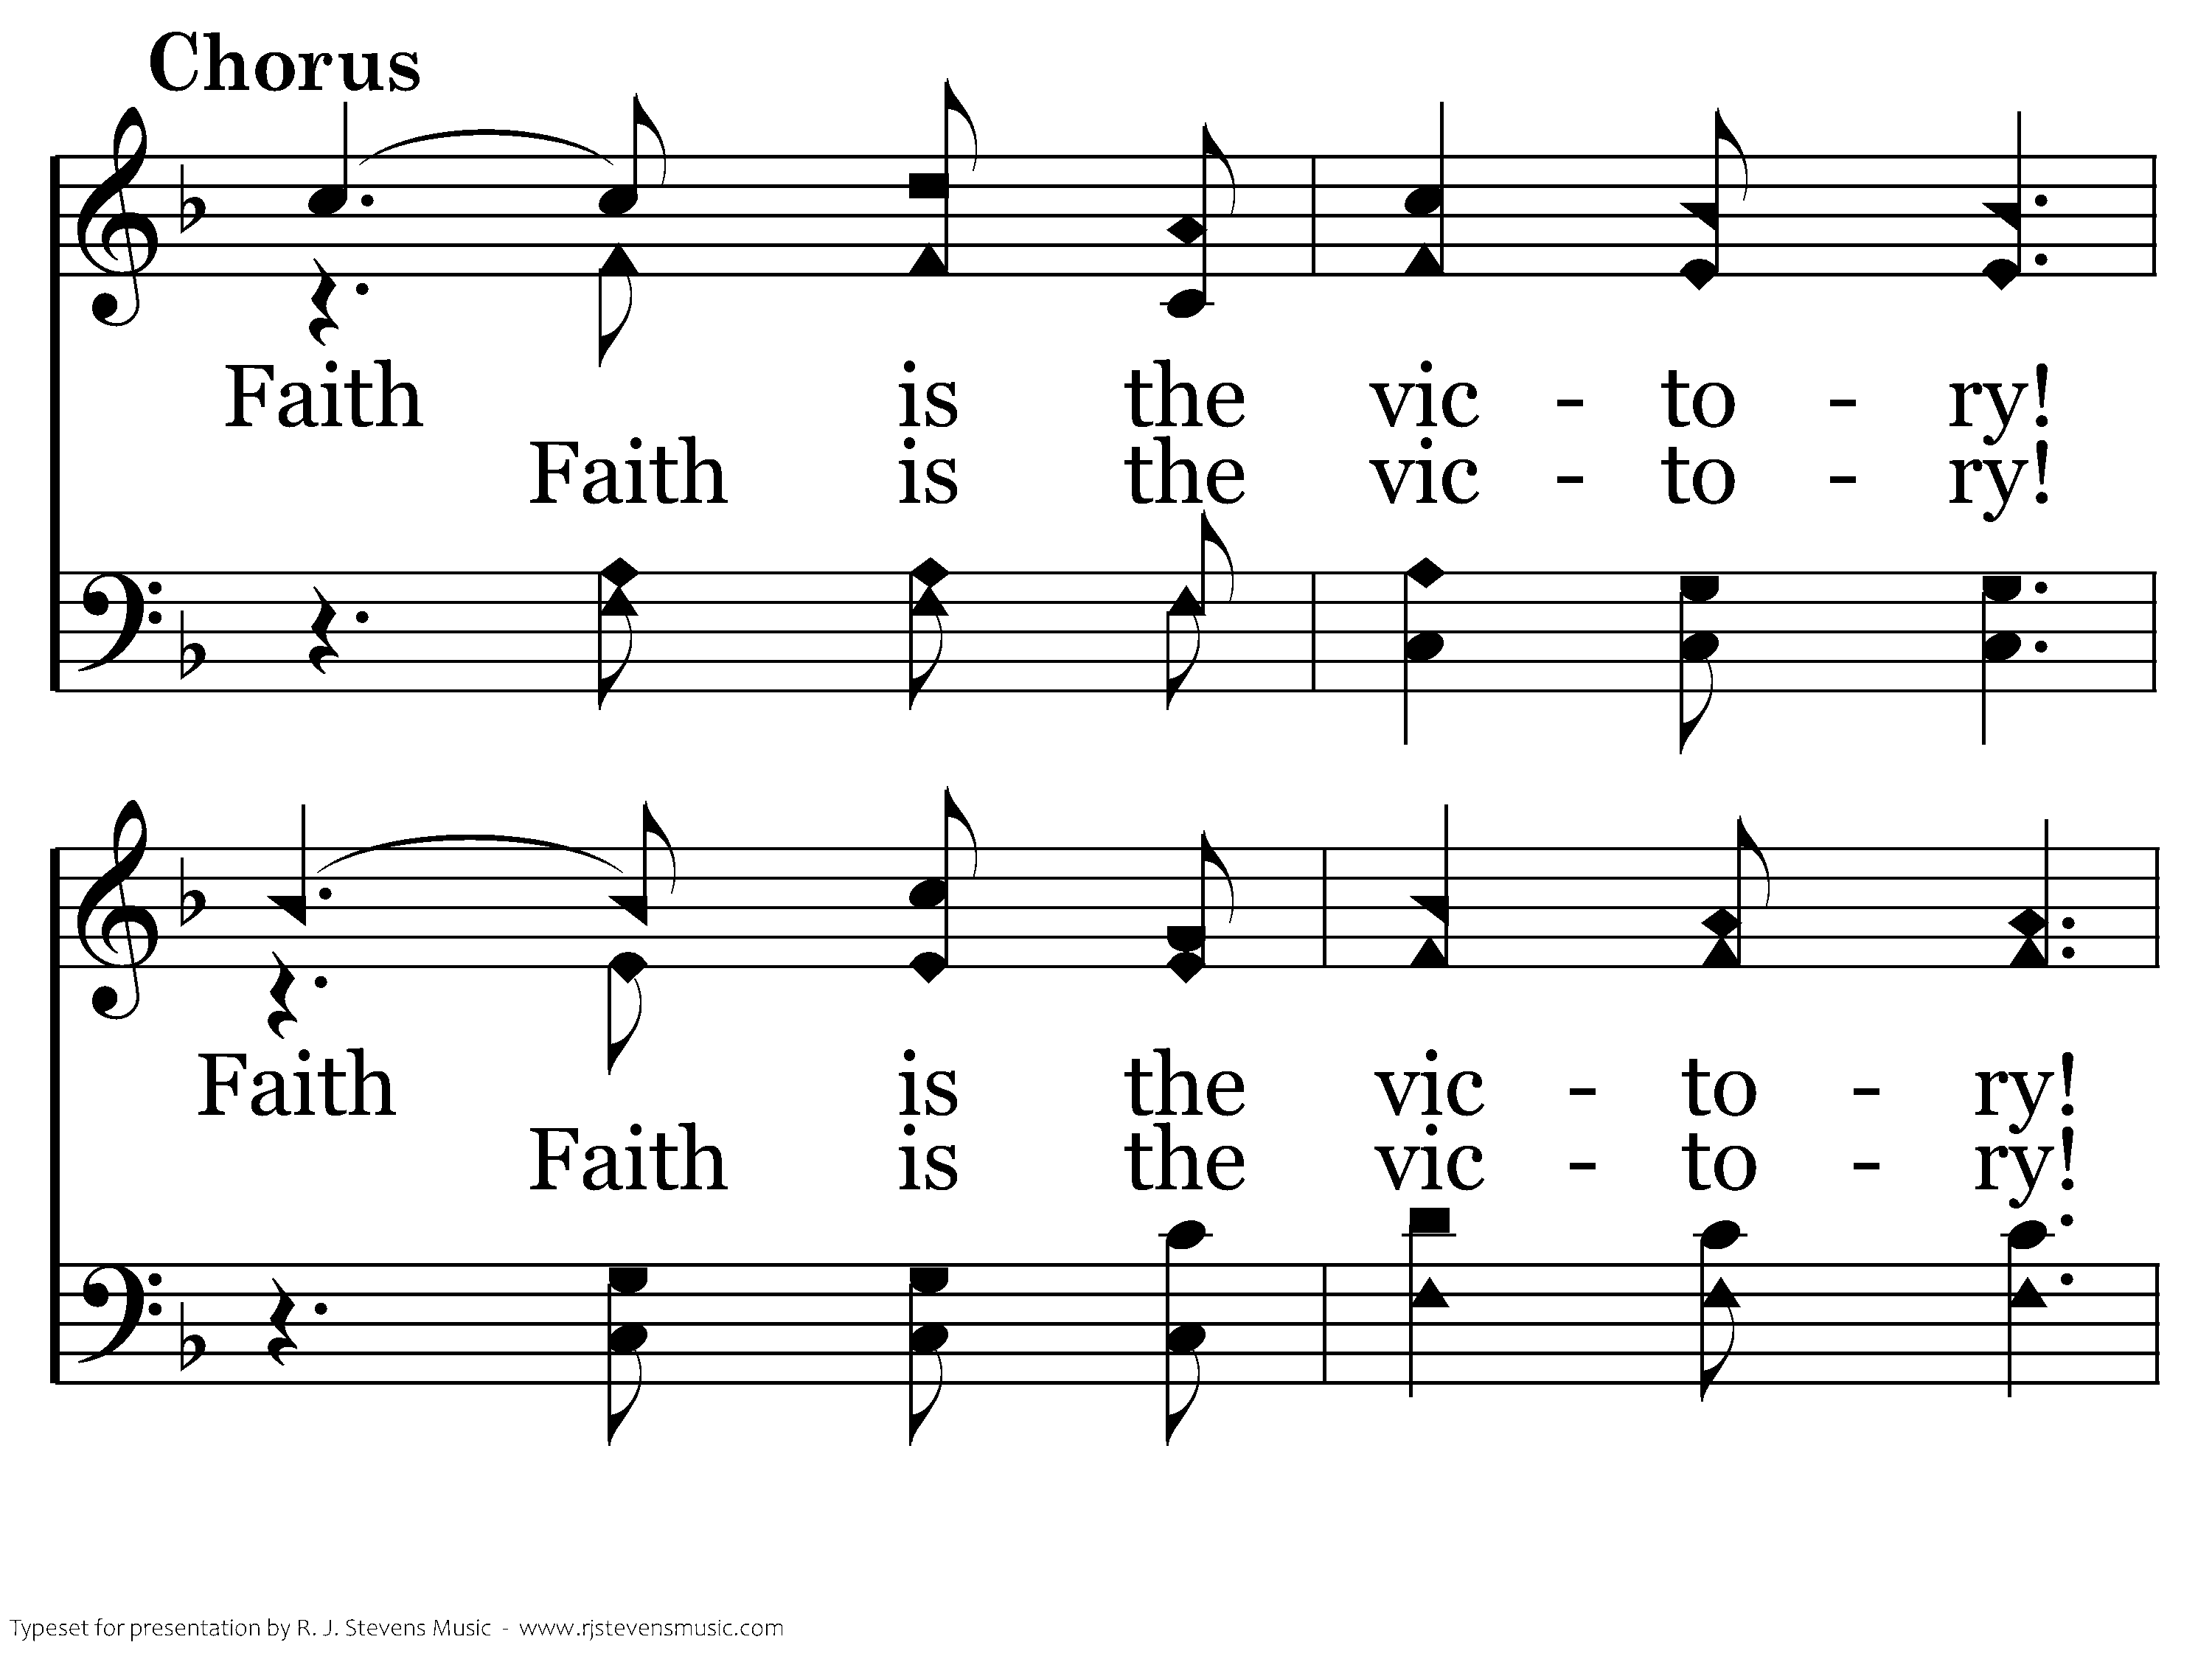 Chorus
Faith is the vic - to - ry!
Faith is the vic - to - ry!
Faith is the vic - to - ry!
Faith is the vic - to - ry!
Typeset for presentation by R. J. Stevens Music - www.rjstevensmusic.com